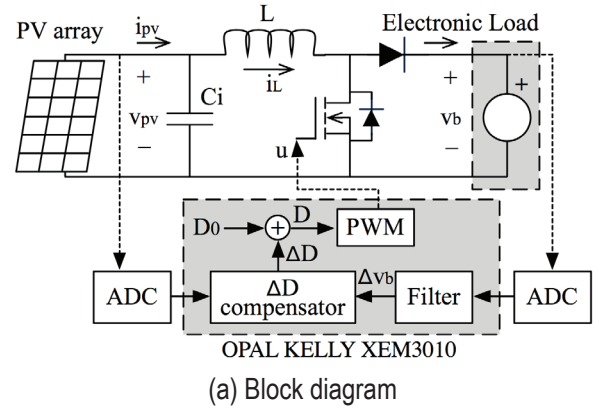 PV array
ipv
L
Electronic Load
+
vpv
−
Ci
iL
u
+
vb
−
+
D0
+
D
PWM
ΔD
ADC
ΔD
compensator
Δvb
Filter
ADC
OPAL KELLY XEM3010
(a) Block diagram